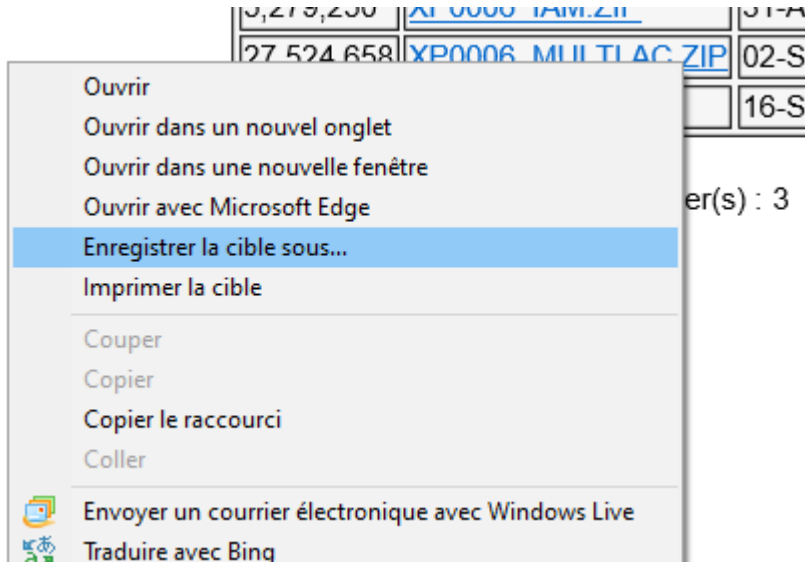 27,524,658 XP0006_MULTI_AC.ZIP 02-S
16-S
er(s) : 3
Ouvrir
Ouvrir dans un nouvel onglet
Ouvrir dans une nouvelle fenêtre
Ouvrir avec Microsoft Edge
Enregistrer la cible sous...
Imprimer la cible
Couper
Copier
Copier le raccourci
Coller
Envoyer un courrier électronique avec Windows Live
Traduire avec Bing